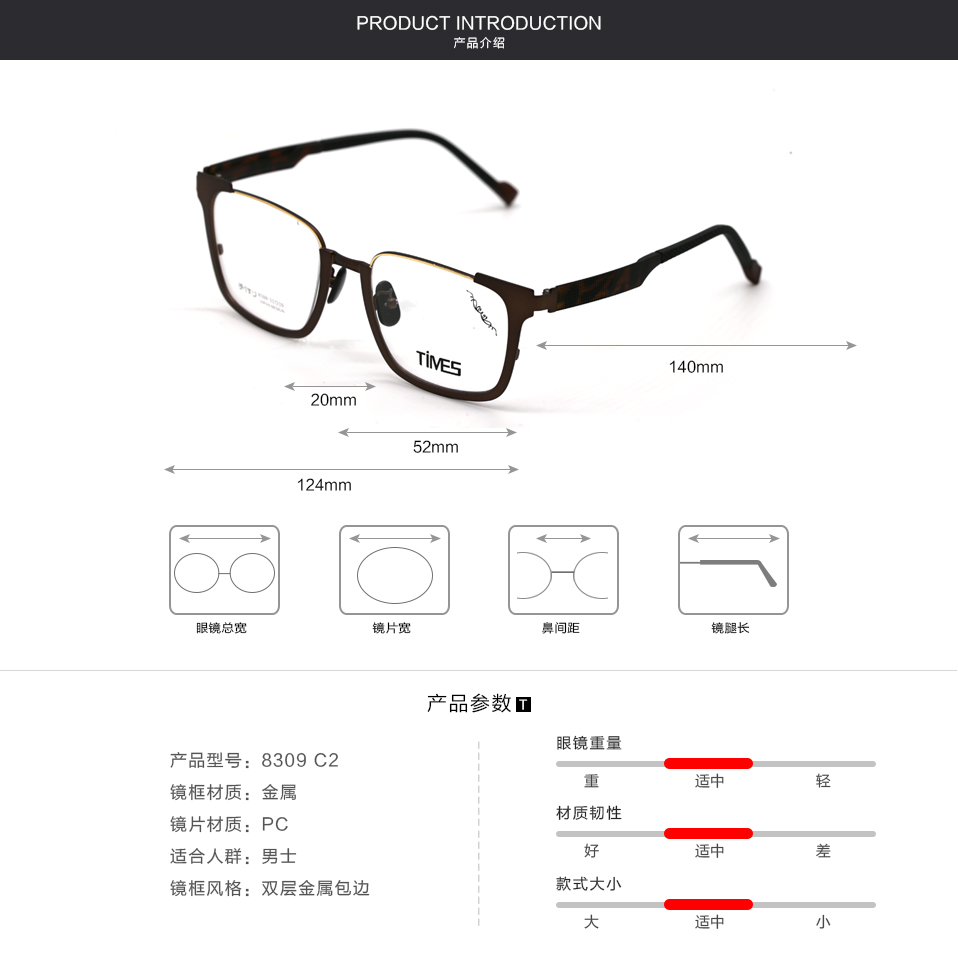 PRODUCT INTRODUCTION
产品介绍
TiMES
140mm
20mm
52mm
124mm
眼镜总宽
镜片宽
鼻间距
镜腿长
产品参数T
产品型号：8309 C2
镜框材质：金属
镜片材质：PC
适合人群：男士
镜框风格：双层金属包边
眼镜重量
重 适中 轻
材质韧性
好 适中 差
款式大小
大 适中 小